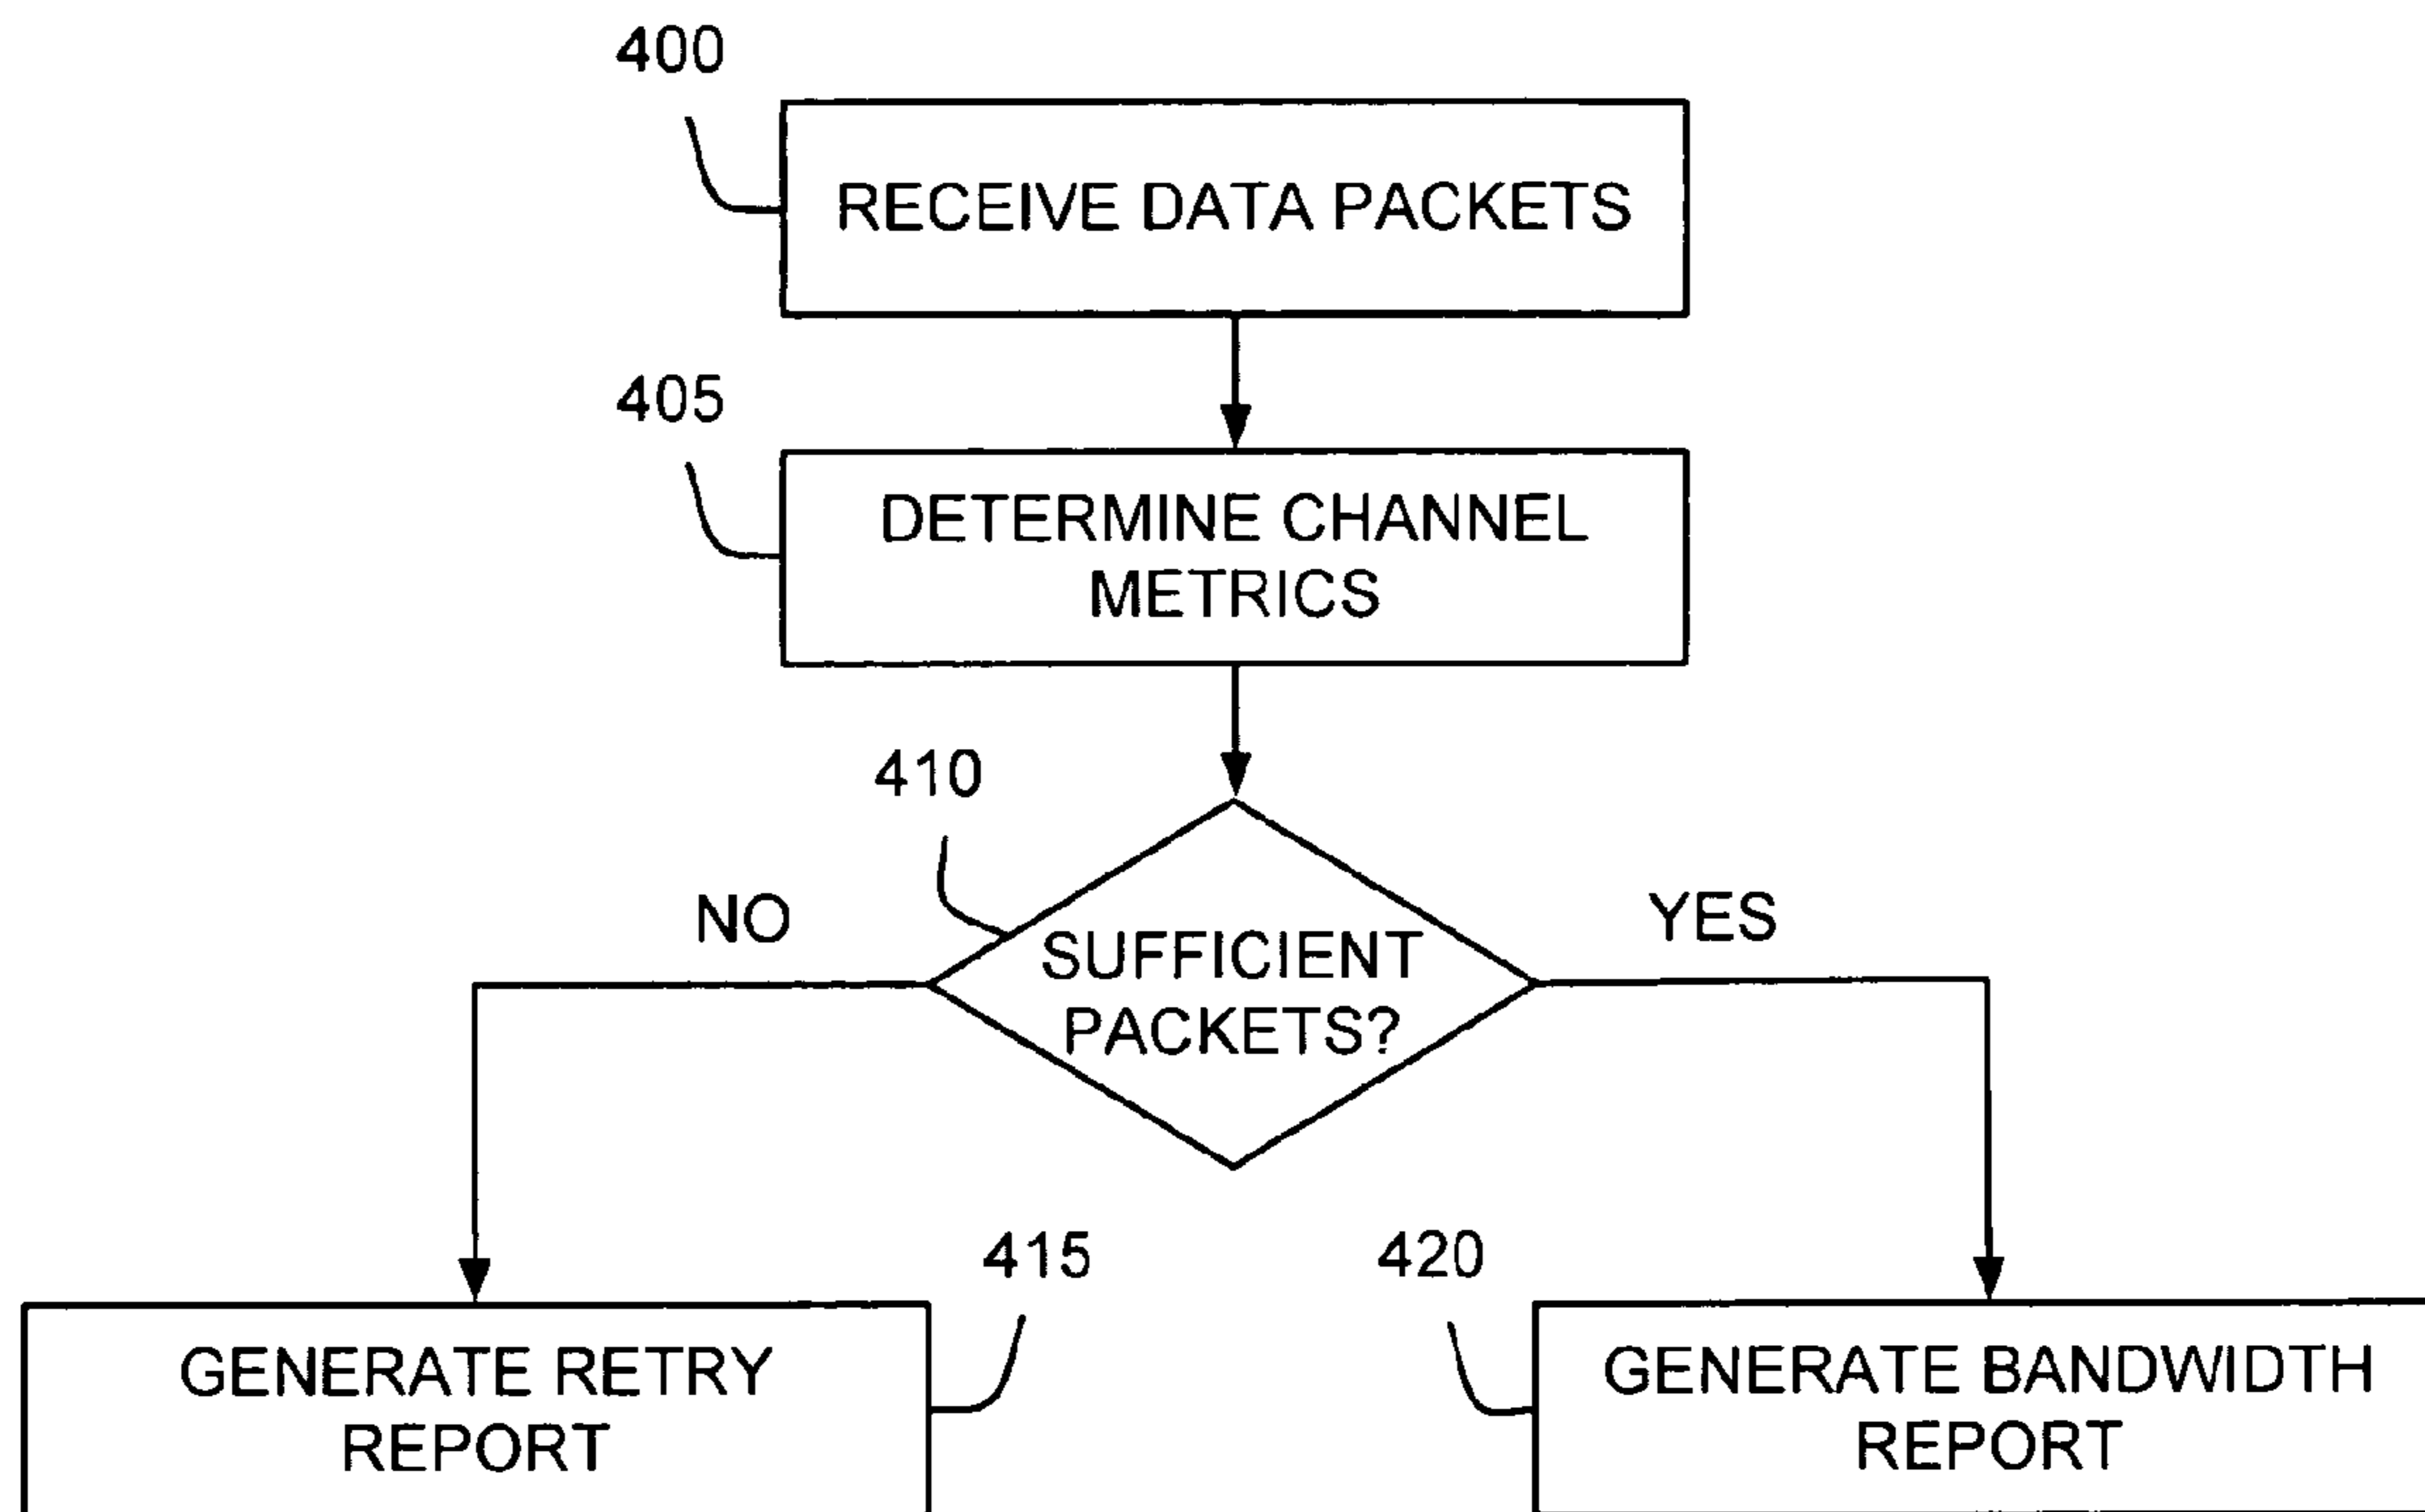 400
RECEIVE DATA PACKETS
405
DETERMINE CHANNEL
METRICS
410
NO
YES
SUFFICIENT
PACKETS?
415
420
GENERATE RETRY
REPORT
GENERATE BANDWIDTH
REPORT